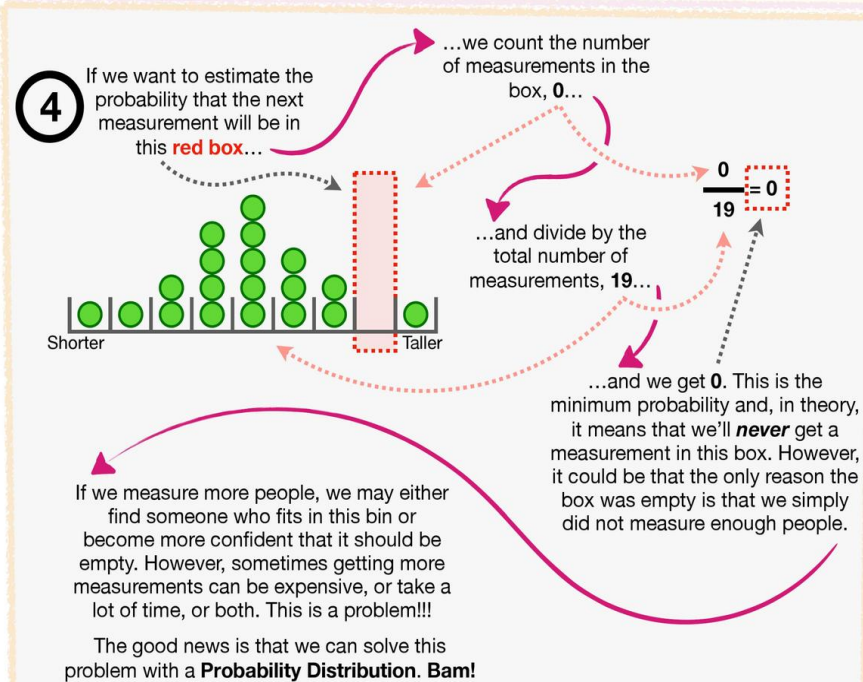 4
If we want to estimate the
probability that the next
measurement will be in
this red box…
…we count the number
of measurements in the
box, 0…
0
19
= 0
…and divide by the
total number of
measurements, 19…
Shorter
Taller
…and we get 0. This is the
minimum probability and, in theory,
it means that we’ll never get a
measurement in this box. However,
it could be that the only reason the
box was empty is that we simply
did not measure enough people.
If we measure more people, we may either
find someone who fits in this bin or
become more confident that it should be
empty. However, sometimes getting more
measurements can be expensive, or take a
lot of time, or both. This is a problem!!!
The good news is that we can solve this
problem with a Probability Distribution. Bam!